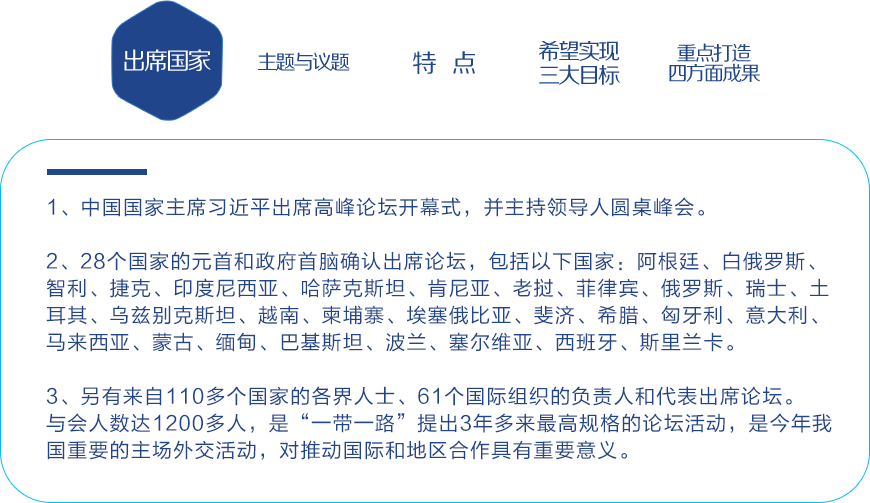 出席国家
主题与议题
特 点
希望实现
三大目标
重点打造
四方面成果
1、中国国家主席习近平出席高峰论坛开幕式，并主持领导人圆桌峰会。
2、28个国家的元首和政府首脑确认出席论坛，包括以下国家：阿根廷、白俄罗斯、
智利、捷克、印度尼西亚、哈萨克斯坦、肯尼亚、老挝、菲律宾、俄罗斯、瑞士、土
耳其、乌兹别克斯坦、越南、柬埔寨、埃塞俄比亚、斐济、希腊、匈牙利、意大利、
马来西亚、蒙古、缅甸、巴基斯坦、波兰、塞尔维亚、西班牙、斯里兰卡。
3、另有来自110多个国家的各界人士、61个国际组织的负责人和代表出席论坛。
与会人数达1200多人，是“一带一路”提出3年多来最高规格的论坛活动，是今年我
国重要的主场外交活动，对推动国际和地区合作具有重要意义。